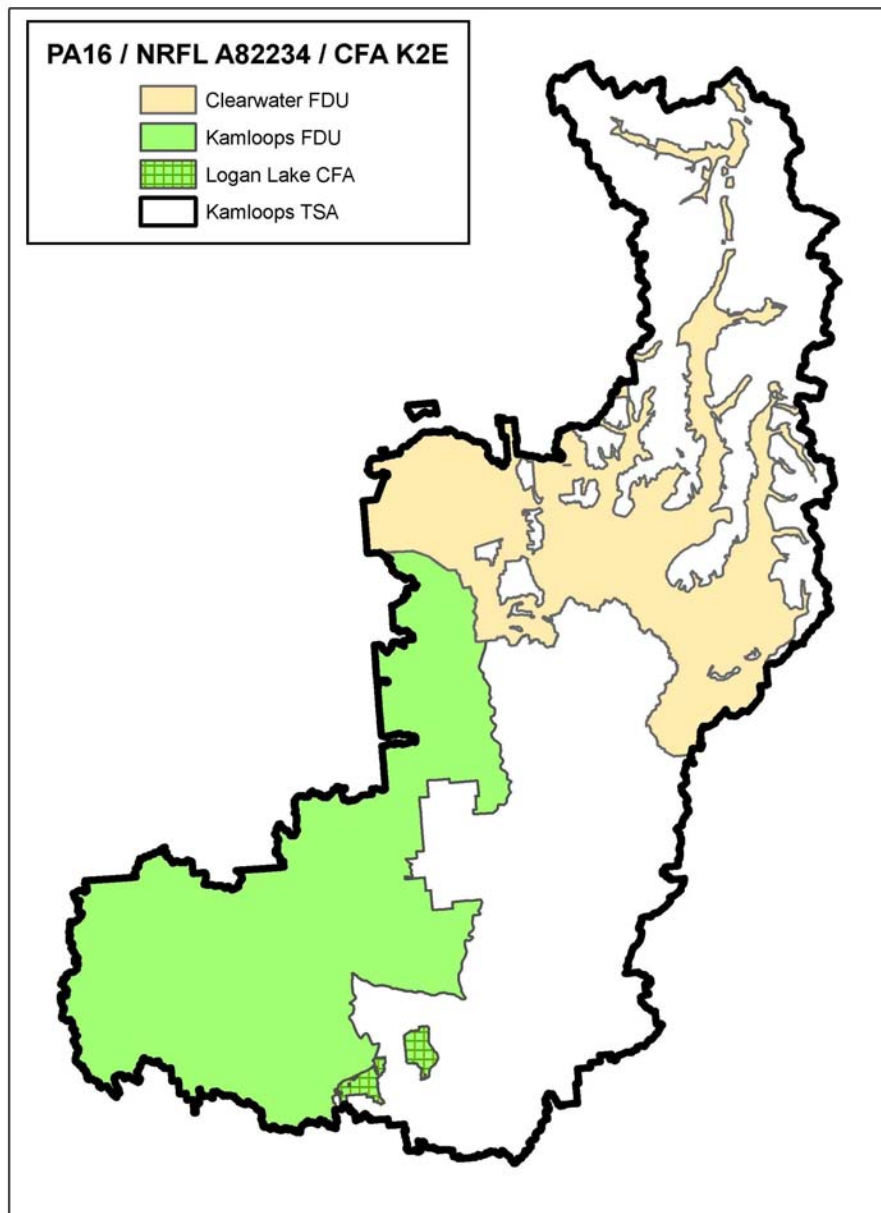 PA16 / NRFL A82234 / CFA K2E
Clearwater FDU
Kamloops FDU
Logan Lake CFA
Kamloops TSA